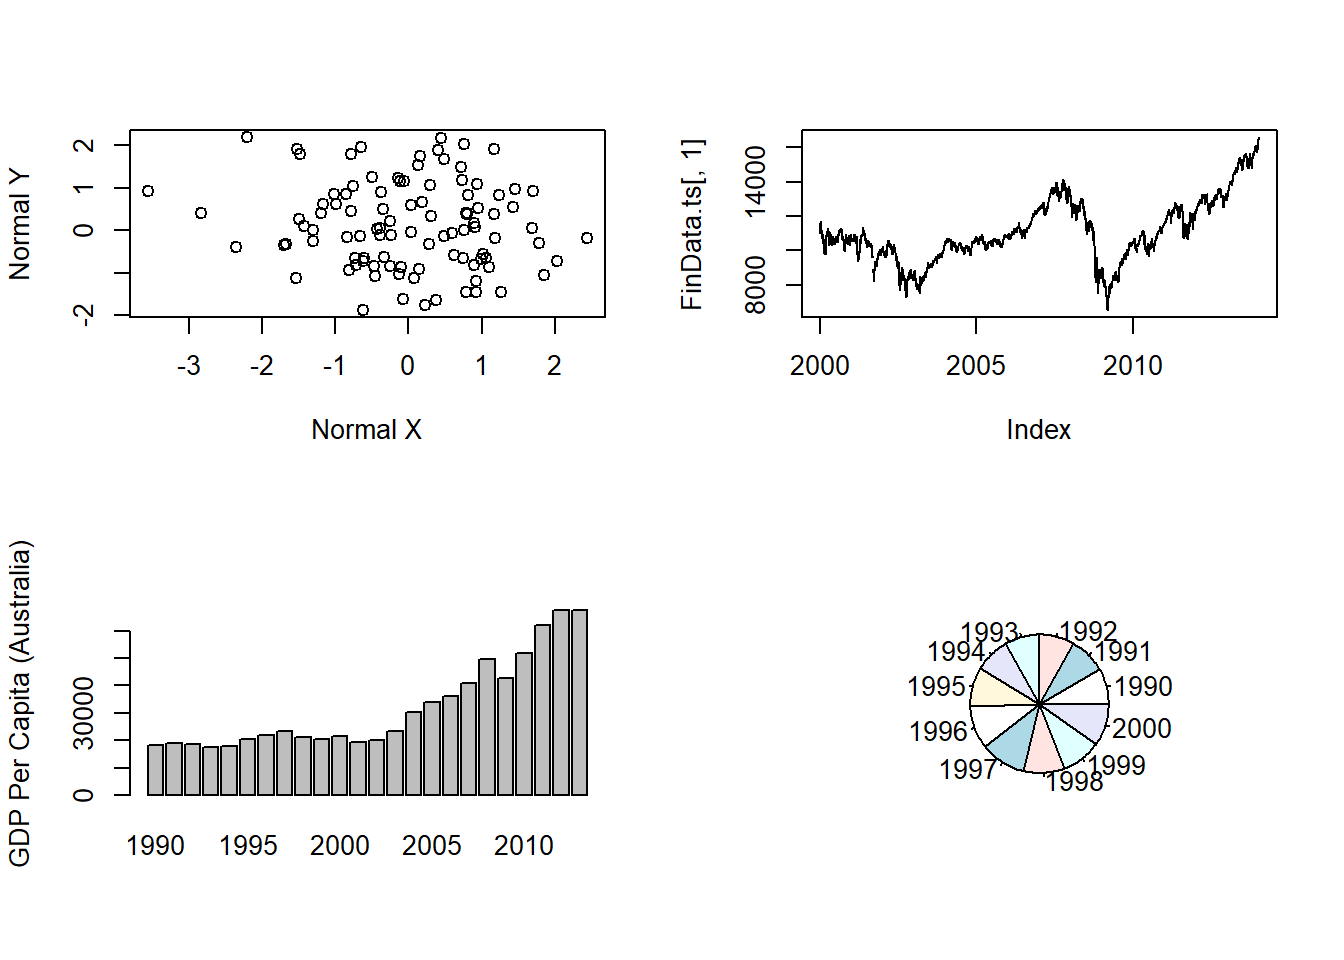 Normal Y
2
1
0
-2
-3 -2 -1 0 1 2
Normal X
FinData.ts[, 1]
14000
8000
2000 2005 2010
Index
GDP Per Capita (Australia)
30000
0
1990 1995 2000 2005 2010
1993 1992
1994 1991
1995 1990
1996 2000
1997 1999
1998